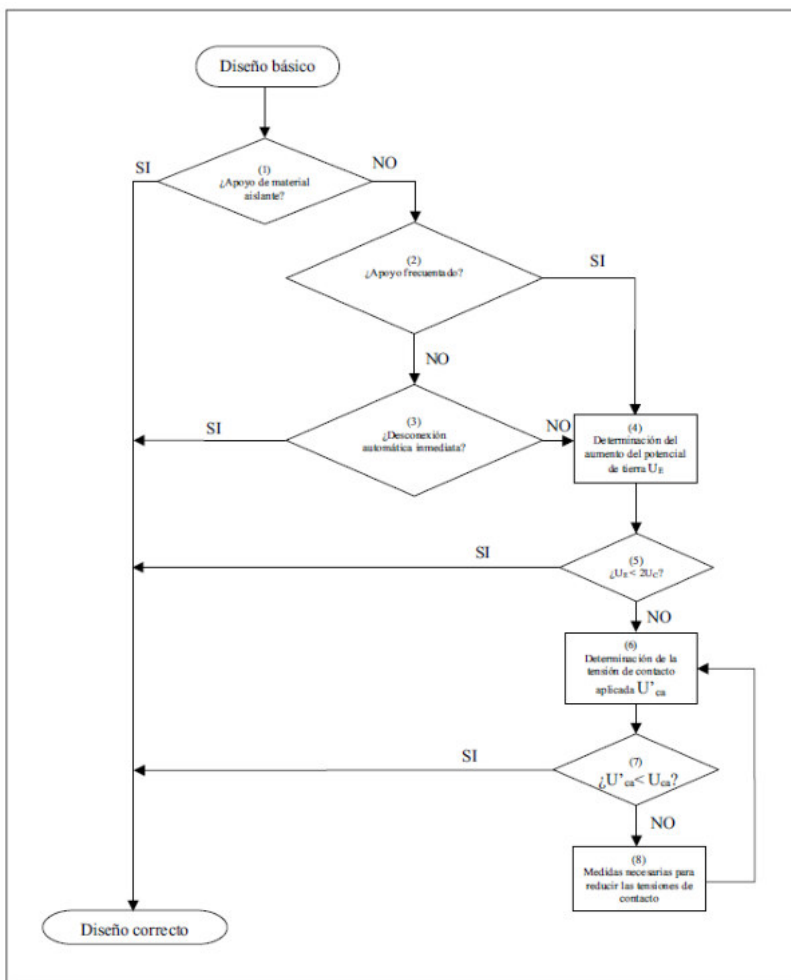 Diseño básico
SI
NO
(1)
¿Apoyo de material
aislante?
(2)
¿Apoyo frecuentado?
SI
NO
(3)
¿Desconexión
automática inmediata?
SI
NO
(4)
Determinación del
aumento del potencial
de tierra UE
(5)
¿UE < 2UC?
SI
NO
(6)
Determinación de la
tensión de contacto
aplicada U'ca
(7)
¿U'ca < Uca?
SI
NO
(8)
Medidas necesarias para
reducir las tensiones de
contacto
Diseño correcto